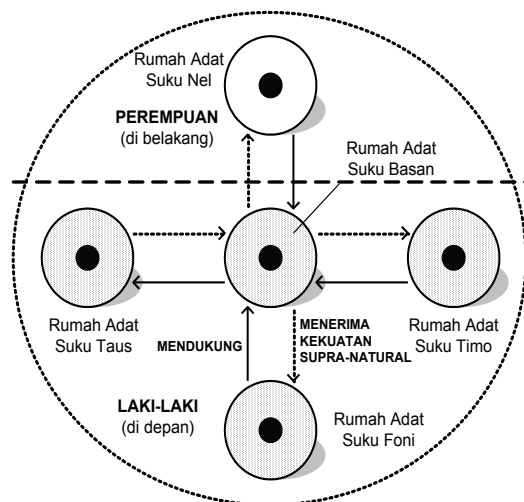 Rumah Adat
Suku Nel
PEREMPUAN
(di belakang)
Rumah Adat
Suku Basan
Rumah Adat
Suku Taus
MENDUKUNG
MENERIMA
KEKUATAN
SUPRA-NATURAL
Rumah Adat
Suku Timo
LAKI-LAKI
(di depan)
Rumah Adat
Suku Foni